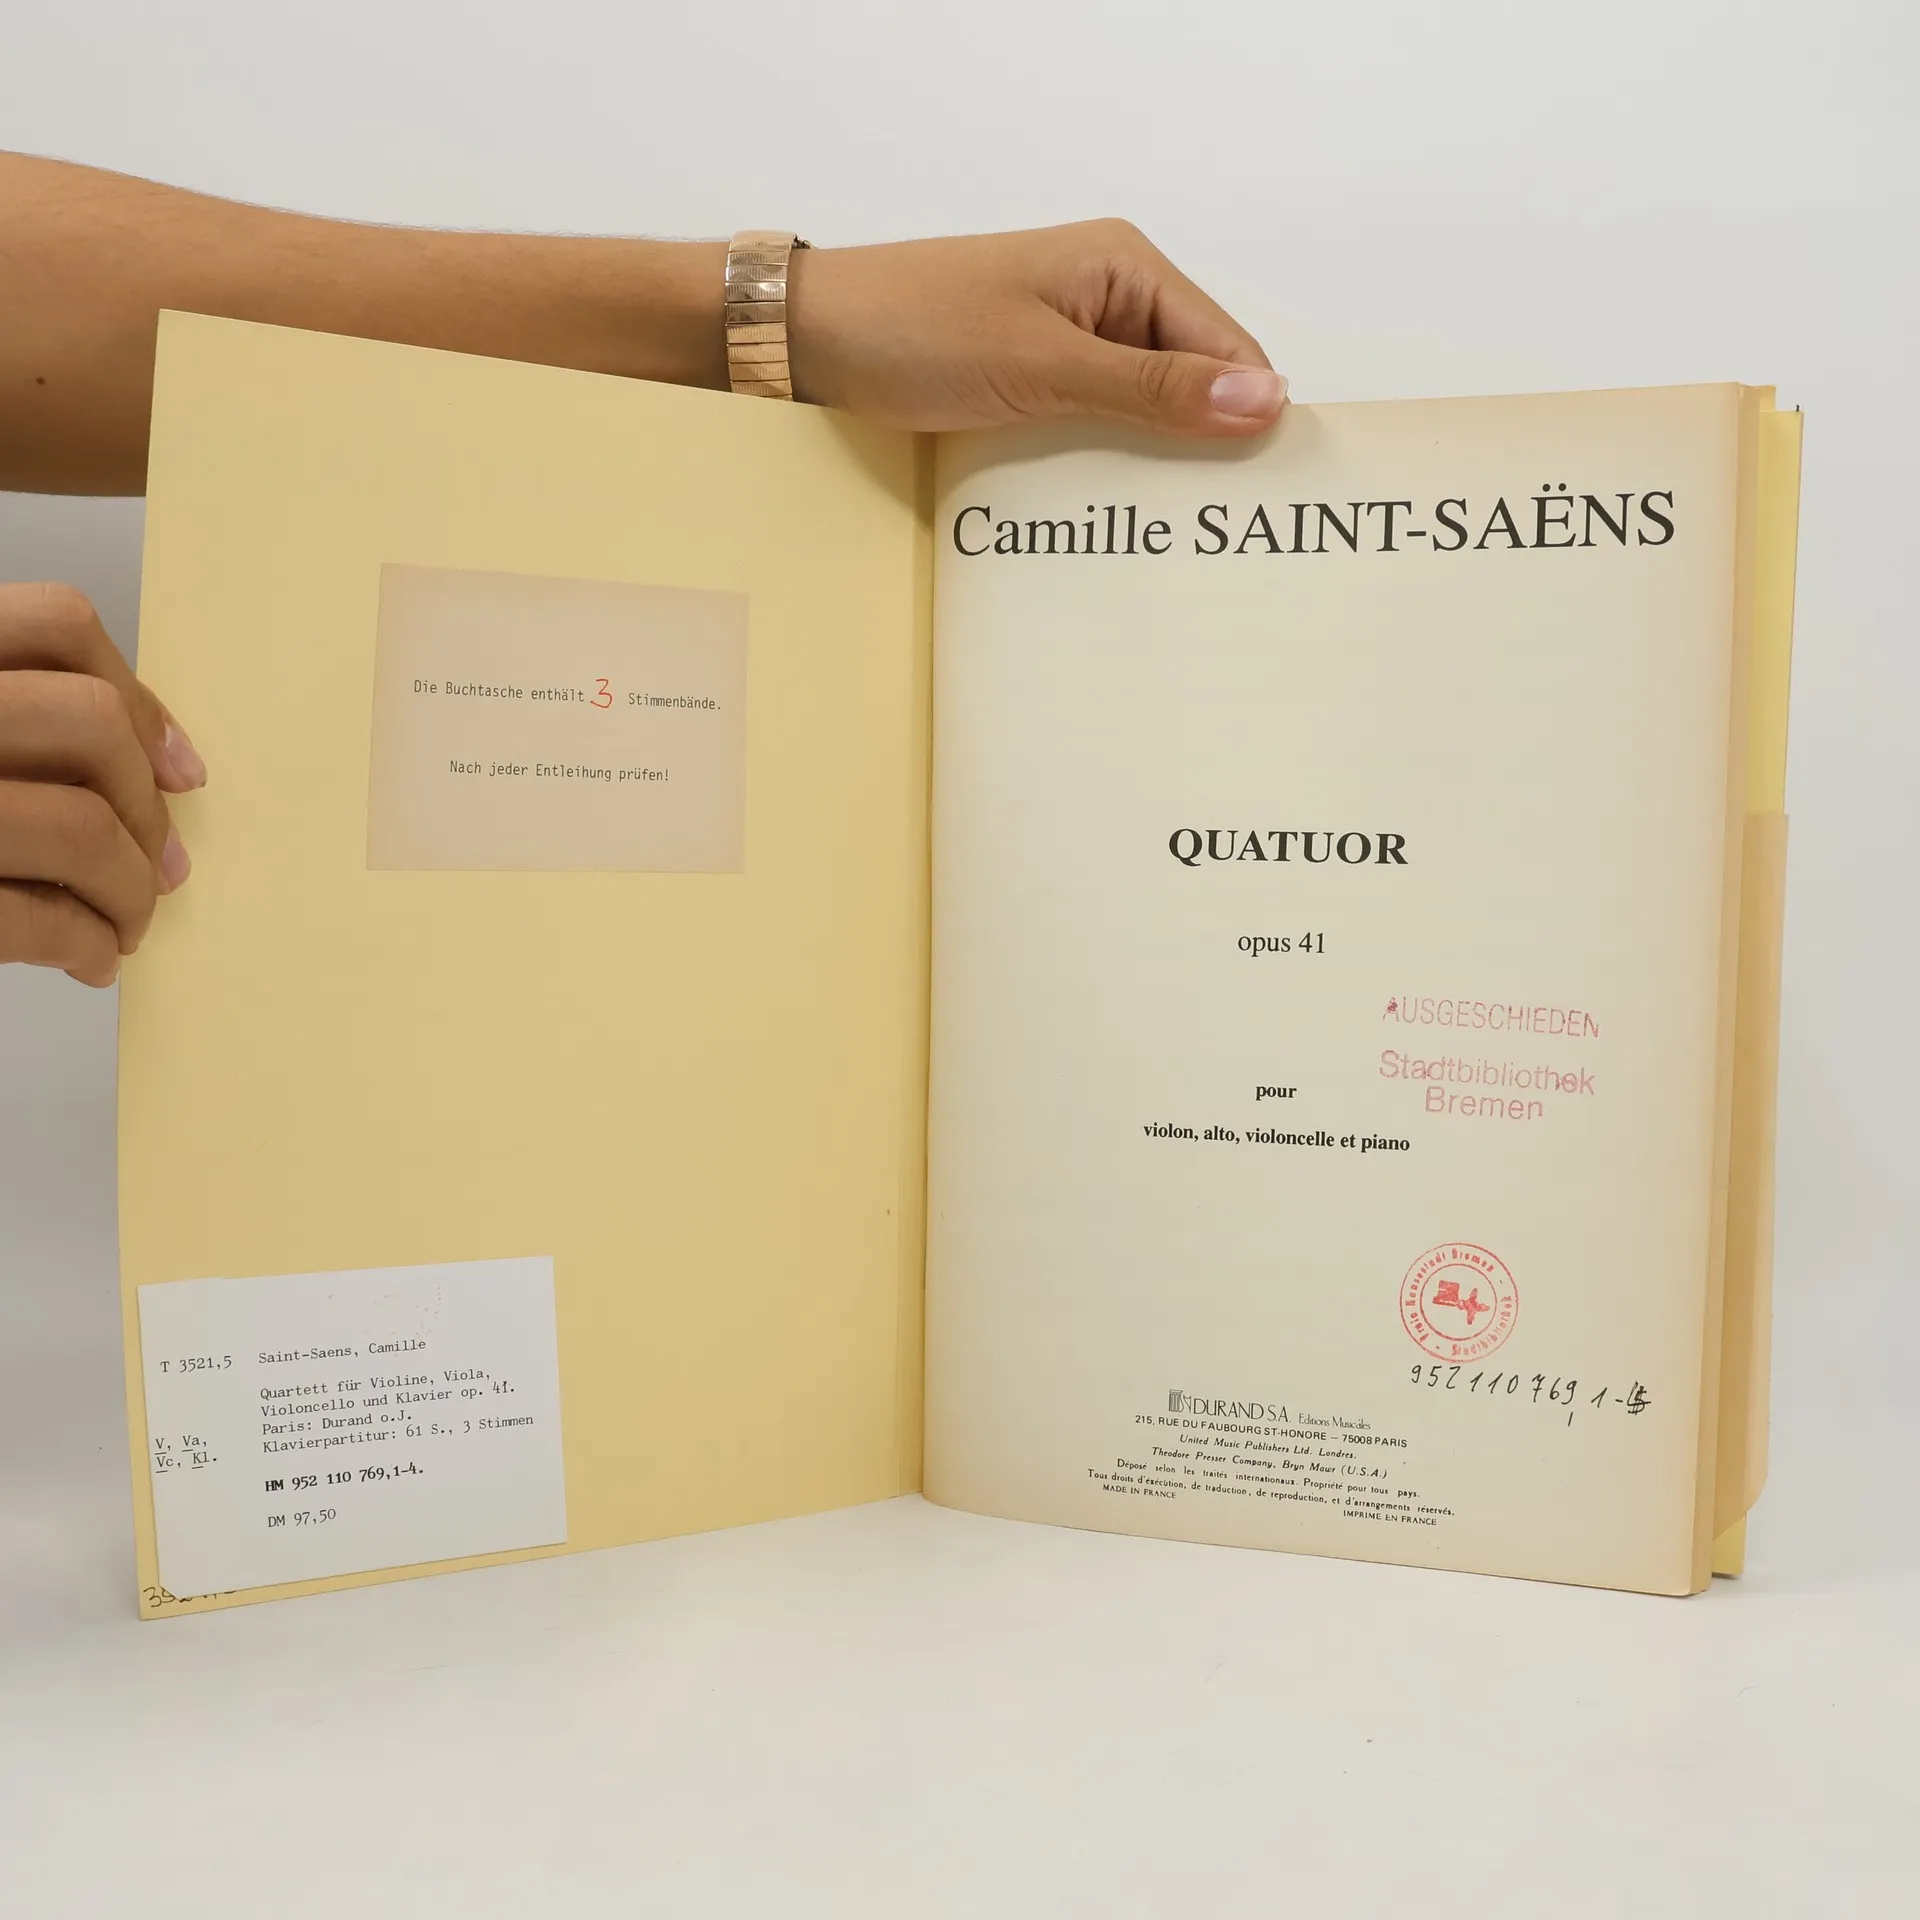 Die Buchtasche enthält 3 Stimmenbände.
Nach jeder Entleihung prüfen!
T 3521,5 Saint-Saens, Camille
Quartett für Violine, Viola,
Violoncello und Klavier op. 41.
Paris: Durand o.J.
Klavierpartitur: 61 S., 3 Stimmen
V, Va,
Vc, Kl.
HM 952 110 769,1-4.
DM 97,50
Camille SAINT-SAËNS
QUATUOR
opus 41
AUSGESCHIEDEN
Stadtbibliothek
Bremen
pour
violon, alto, violoncelle et piano
Freie Hansestadt Bremen - Stadtbibliothek -
952 110 769 1-
DURAND S.A. Editions Musicales
215, RUE DU FAUBOURG ST-HONORE – 75008 PARIS
United Music Publishers Ltd. Londres.
Theodore Presser Company, Bryn Mawr (U.S.A.)
Déposé selon les traités internationaux. Propriété pour tous pays.
Tous droits d'éxécution, de traduction, de reproduction, et d'arrangements réservés.
MADE IN FRANCE
IMPRIME EN FRANCE